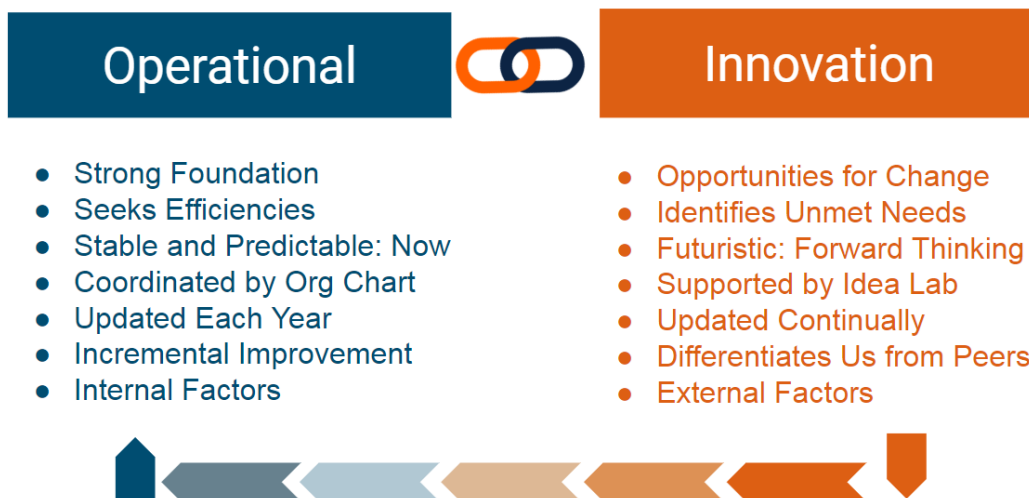 Operational
Innovation
● Strong Foundation
● Seeks Efficiencies
● Stable and Predictable: Now
● Coordinated by Org Chart
● Updated Each Year
● Incremental Improvement
● Internal Factors
● Opportunities for Change
● Identifies Unmet Needs
● Futuristic: Forward Thinking
● Supported by Idea Lab
● Updated Continually
● Differentiates Us from Peers
● External Factors